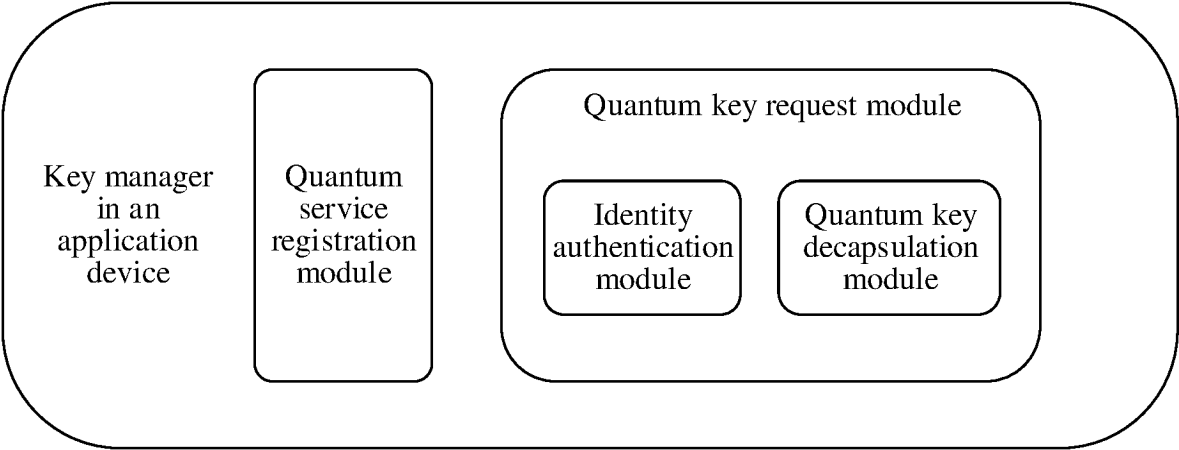 Key manager
in an
application
device
Quantum
service
registration
module
Quantum key request module
Identity
authentication
module
Quantum key
decapsulation
module